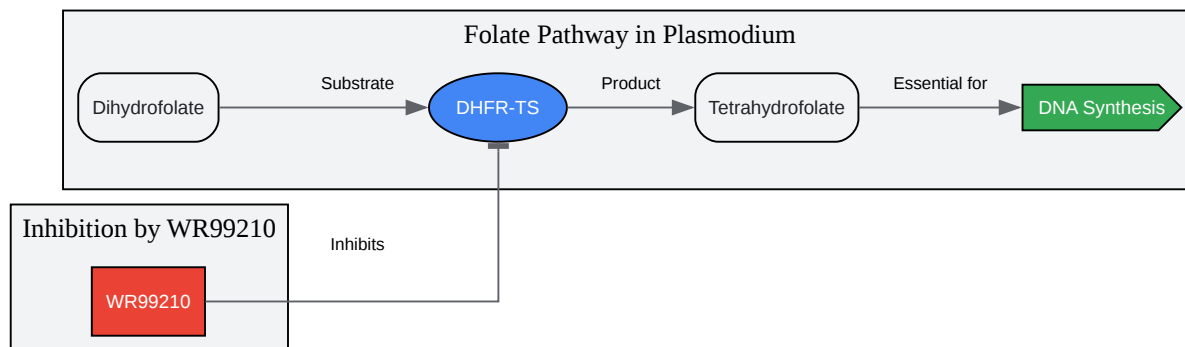 Folate Pathway in Plasmodium
Dihydrofolate
Substrate
DHFR-TS
Product
Tetrahydrofolate
Essential for
DNA Synthesis
Inhibition by WR99210
Inhibits
WR99210